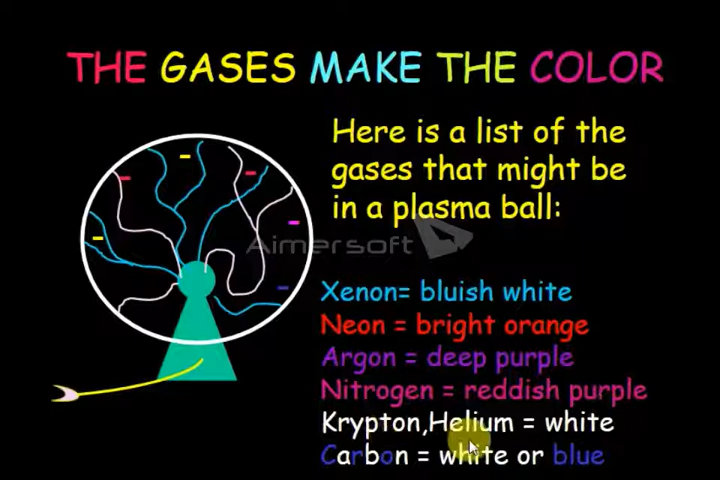 THE GASES MAKE THE COLOR
Here is a list of the
gases that might be
in a plasma ball:
Aimersoft
Xenon= bluish white
Neon = bright orange
Argon = deep purple
Nitrogen = reddish purple
Krypton,Helium = white
Carbon = white or blue